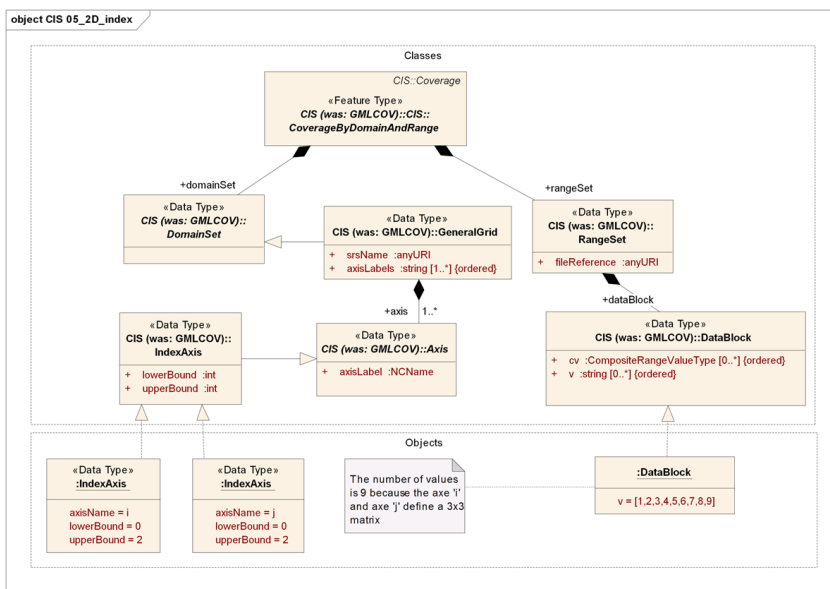 object CIS 05_2D_index
Classes
CIS::Coverage
«Feature Type»
CIS (was: GMLCOV)::CIS::
CoverageByDomainAndRange
+domainSet
+rangeSet
«Data Type»
CIS (was: GMLCOV)::
DomainSet
«Data Type»
CIS (was: GMLCOV)::GeneralGrid
+ srsName :anyURI
+ axisLabels :string [1..*] {ordered}
«Data Type»
CIS (was: GMLCOV)::
RangeSet
+ fileReference :anyURI
+axis 1..*
+dataBlock
«Data Type»
CIS (was: GMLCOV)::
IndexAxis
+ lowerBound :int
+ upperBound :int
«Data Type»
CIS (was: GMLCOV)::Axis
+ axisLabel :NCName
«Data Type»
CIS (was: GMLCOV)::DataBlock
+ cv :CompositeRangeValueType [0..*] {ordered}
+ v :string [0..*] {ordered}
Objects
«Data Type»
:IndexAxis
axisName = i
lowerBound = 0
upperBound = 2
«Data Type»
:IndexAxis
axisName = j
lowerBound = 0
upperBound = 2
The number of values
is 9 because the axe 'i'
and axe 'j' define a 3x3
matrix
:DataBlock
v = [1,2,3,4,5,6,7,8,9]